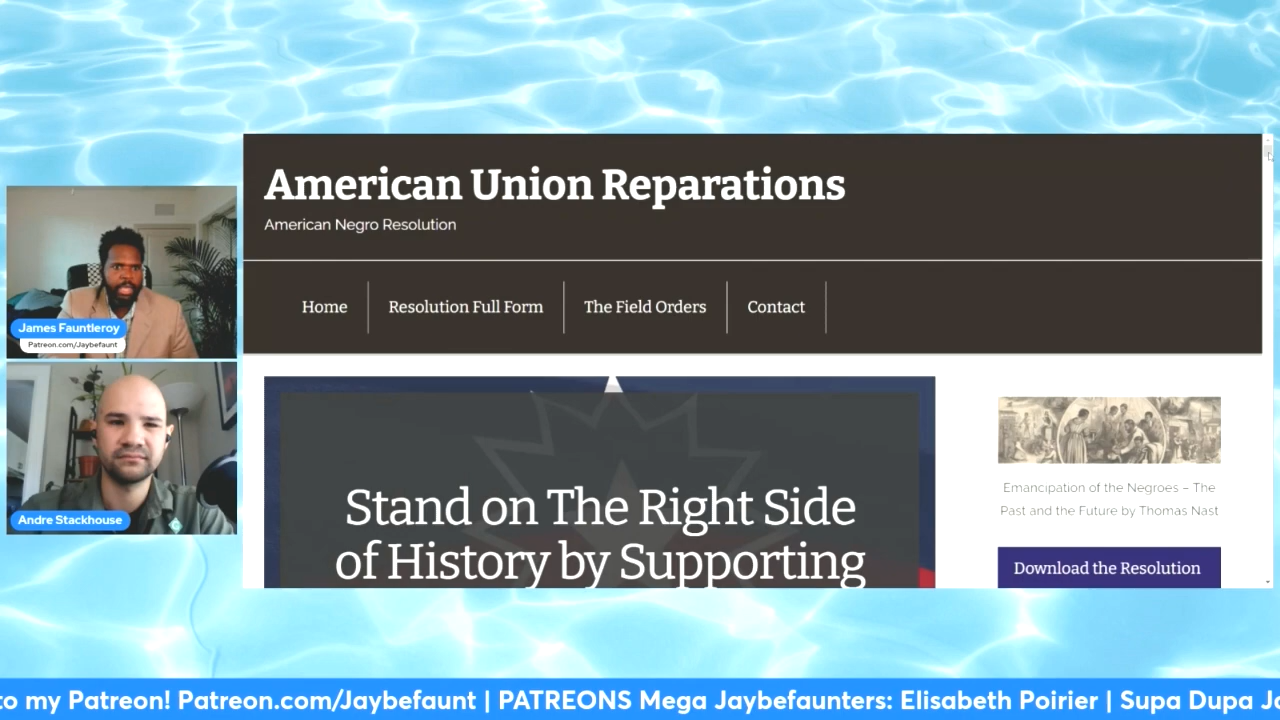 American Union Reparations
American Negro Resolution
Home
Resolution Full Form
The Field Orders
Contact
James Fauntleroy
Patreon.com/Jaybefaunt
Andre Stackhouse
Stand on The Right Side
of History by Supporting
Emancipation of the Negroes – The
Past and the Future by Thomas Nast
Download the Resolution
to my Patreon! Patreon.com/Jaybefaunt | PATREONS Mega Jaybefaunters: Elisabeth Poirier | Supa Dupa